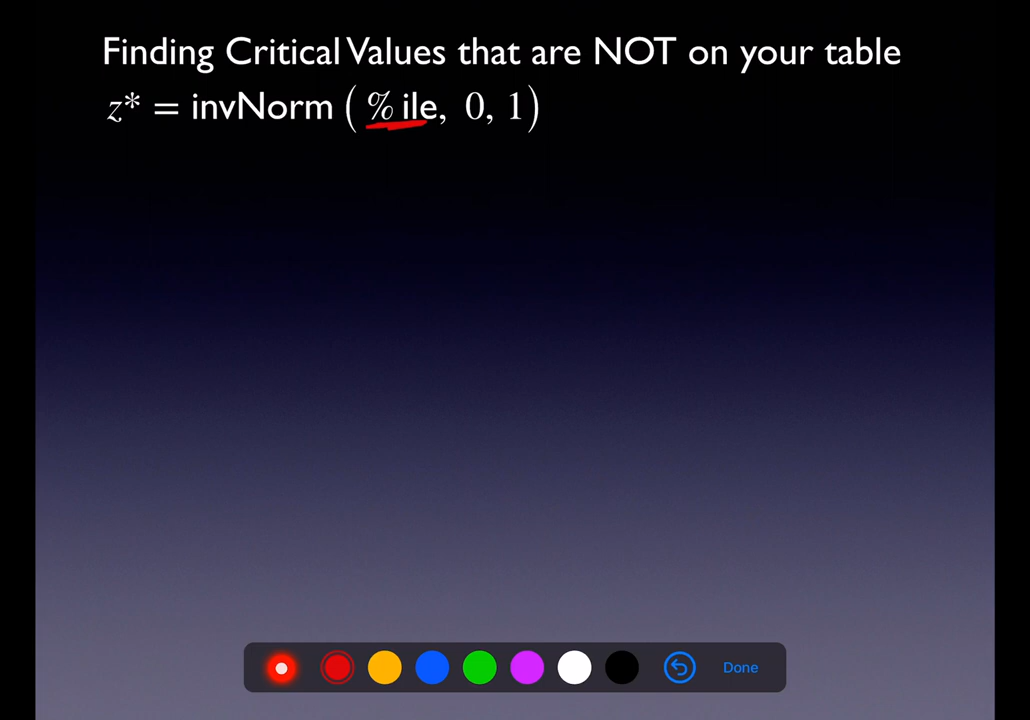 Finding Critical Values that are NOT on your table
z* = invNorm ( % ile, 0, 1 )
Done